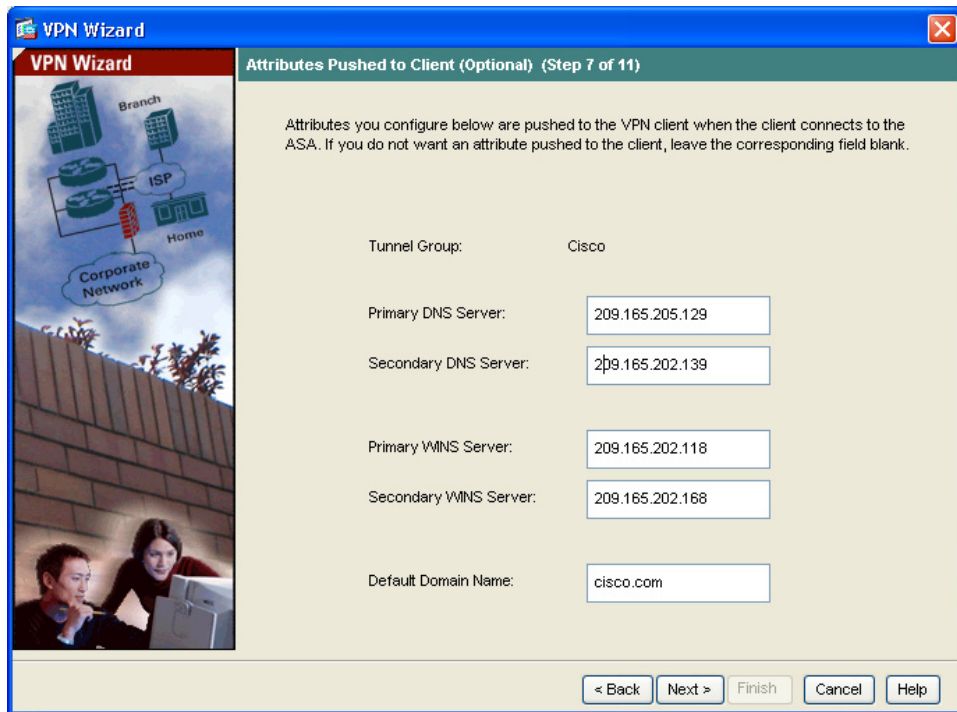 VPN Wizard
VPN Wizard
Branch
ISP
Home
Corporate
Network
Attributes Pushed to Client (Optional) (Step 7 of 11)
Attributes you configure below are pushed to the VPN client when the client connects to the
ASA. If you do not want an attribute pushed to the client, leave the corresponding field blank.
Tunnel Group: Cisco
Primary DNS Server: 209.165.205.129
Secondary DNS Server: 209.165.202.139
Primary WINS Server: 209.165.202.118
Secondary WINS Server: 209.165.202.168
Default Domain Name: cisco.com
< Back Next > Finish Cancel Help